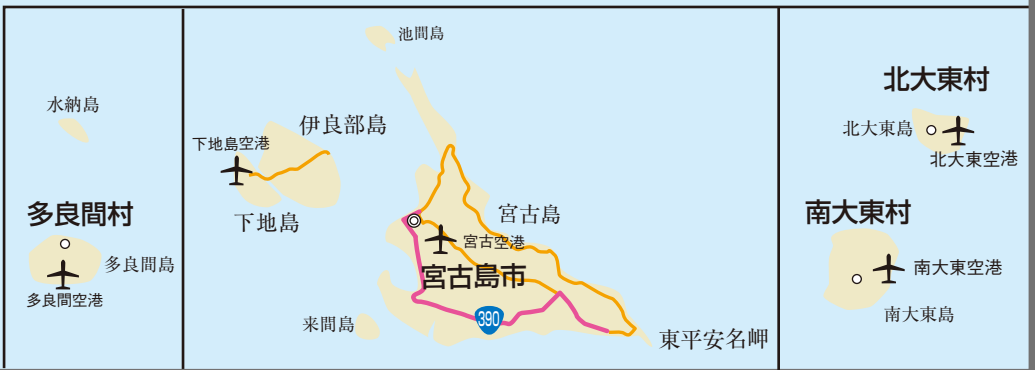 水納島
多良間村
多良間島
多良間空港
池間島
伊良部島
下地島空港
下地島
宮古島
宮古空港
宮古島市
390
来間島
東平安名岬
北大東村
北大東島
北大東空港
南大東村
南大東空港
南大東島